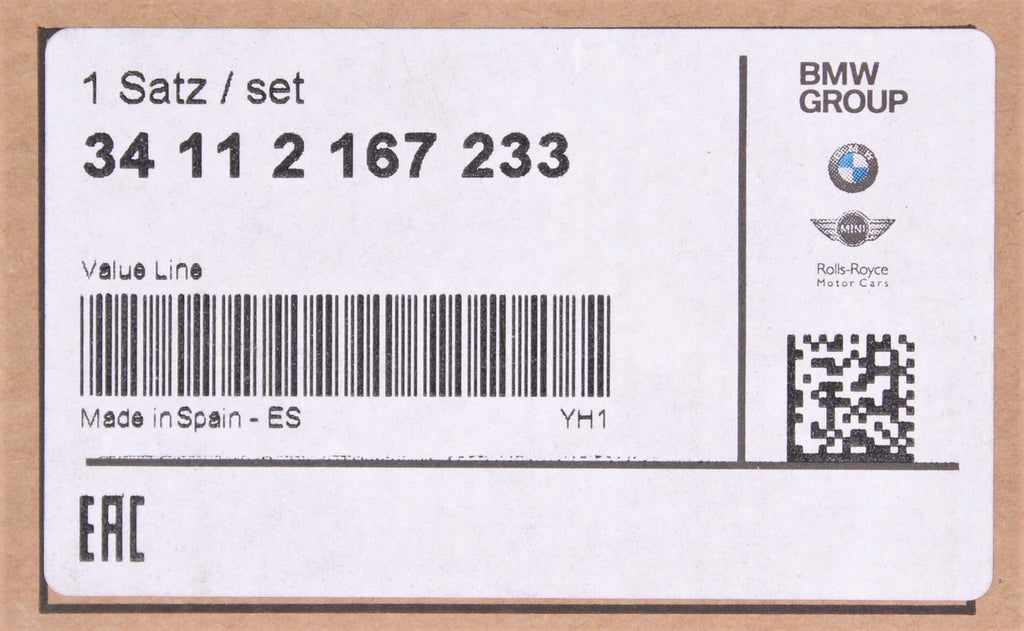 1 Satz / set
34 11 2 167 233
Value Line
Made in Spain - ES
YH1
EAC
BMW
GROUP
BMW
MINI
Rolls-Royce
Motor Cars